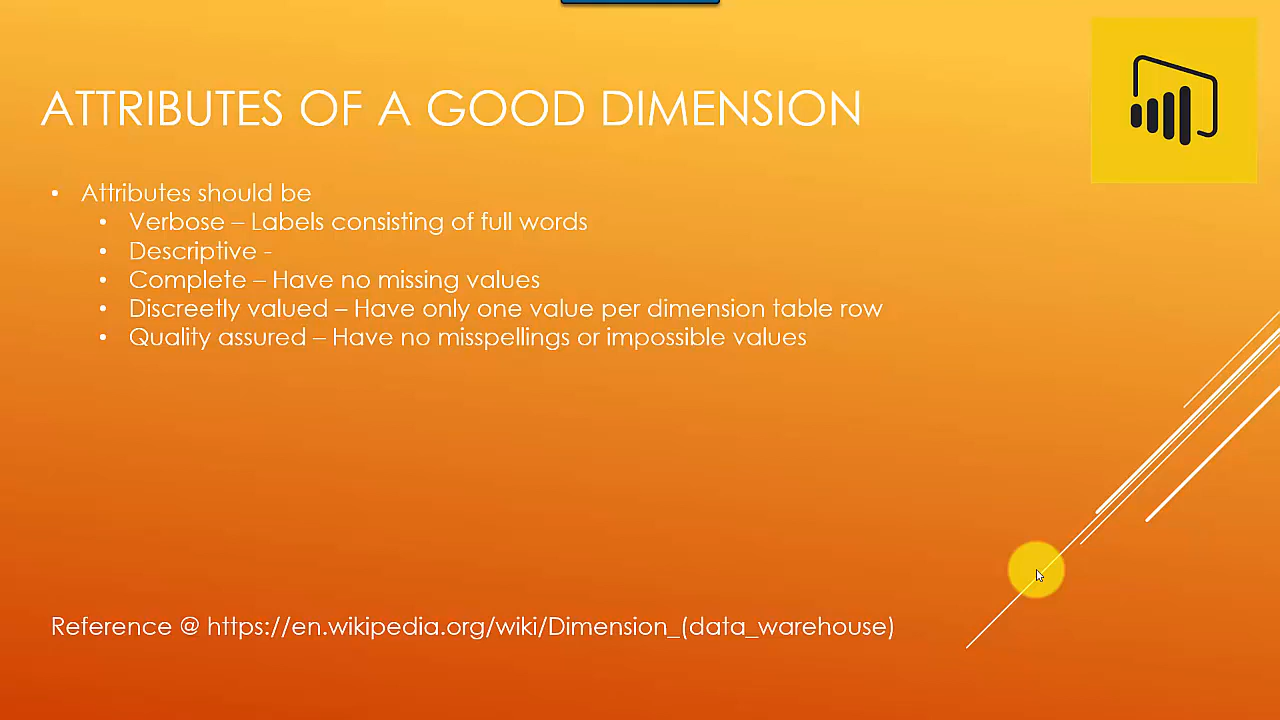 ATTRIBUTES OF A GOOD DIMENSION
• Attributes should be
• Verbose – Labels consisting of full words
• Descriptive -
• Complete – Have no missing values
• Discreetly valued – Have only one value per dimension table row
• Quality assured – Have no misspellings or impossible values
Reference @ https://en.wikipedia.org/wiki/Dimension_(data_warehouse)